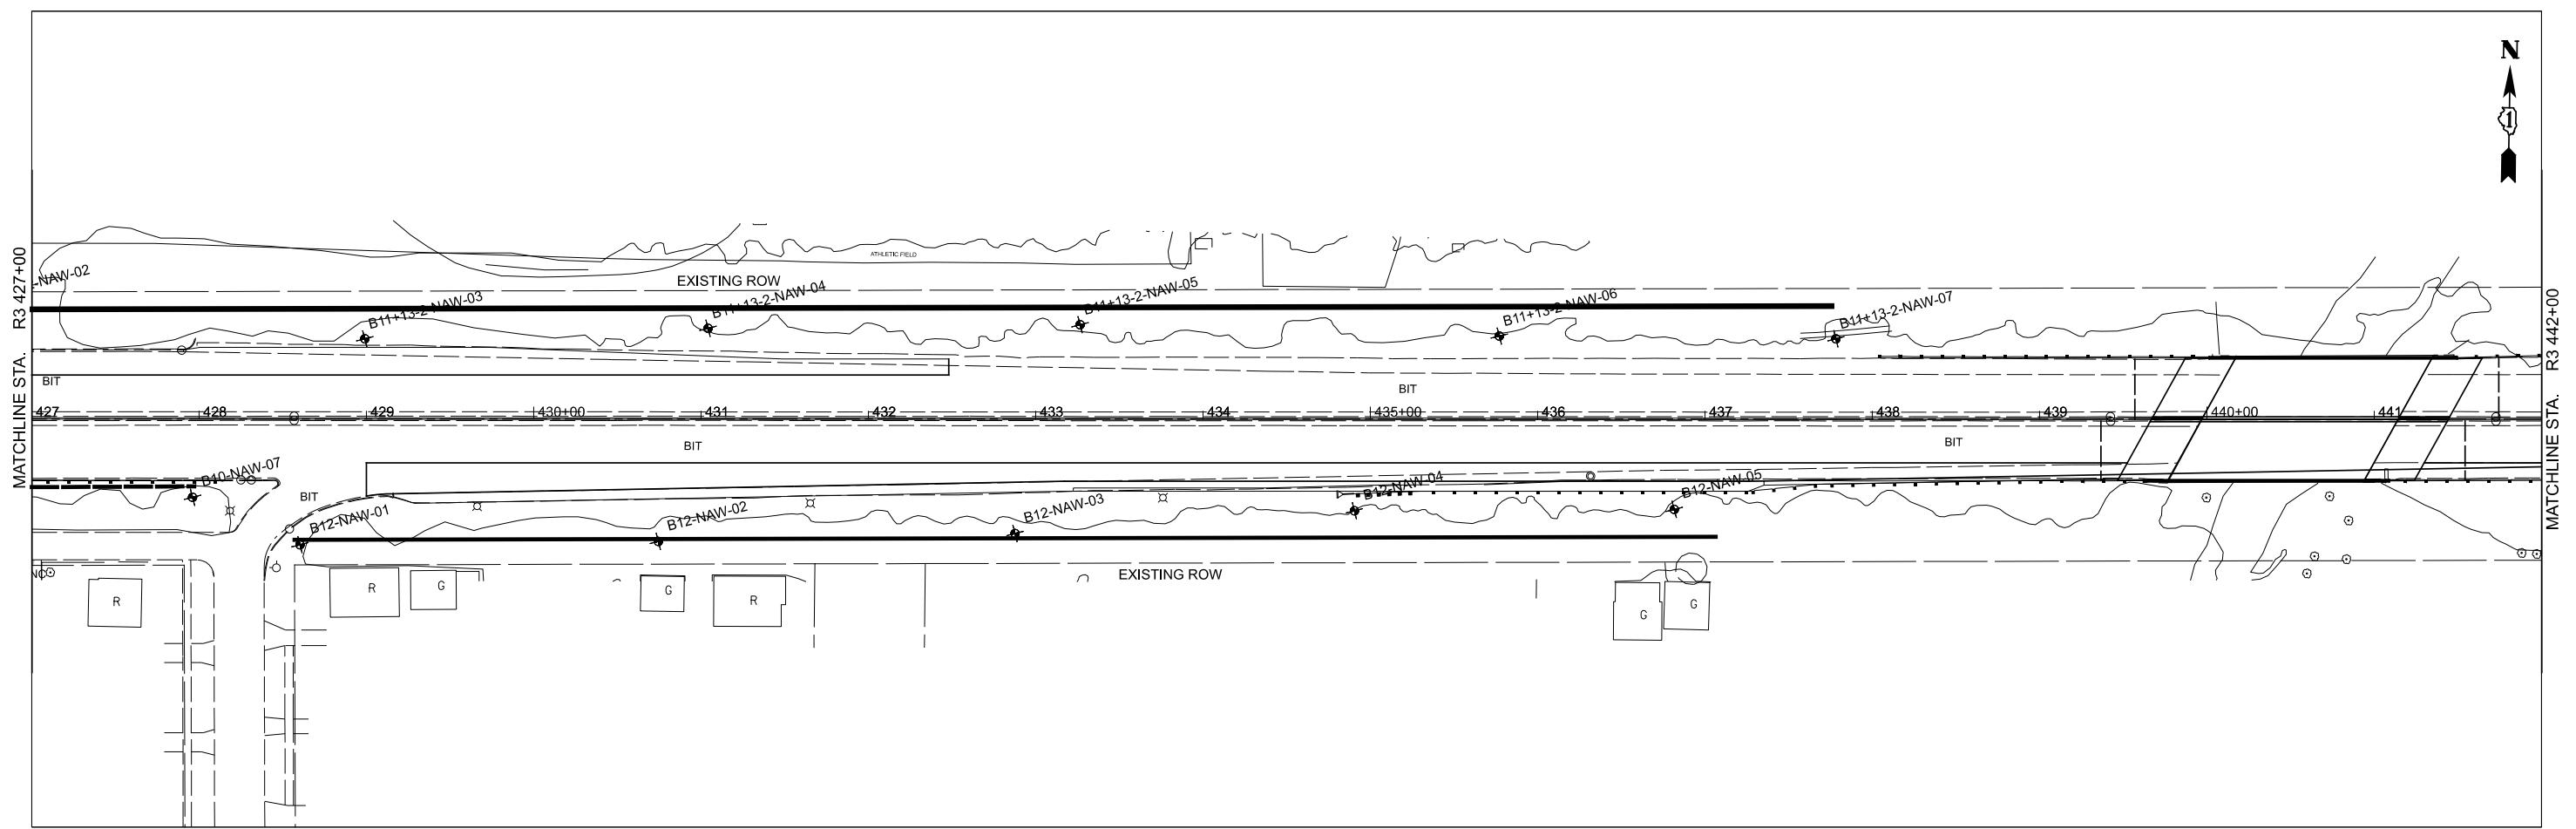 N
1
MATCHLINE STA. R3 427+00
MATCHLINE STA. R3 442+00
ATHLETIC FIELD
EXISTING ROW
-NAW-02
B11+13-2-NAW-03
B11+13-2-NAW-04
B11+13-2-NAW-05
B11+13-2-NAW-06
B11+13-2-NAW-07
BIT
BIT
427 428 429 430+00 431 432 433 434 435+00 436 437 438 439 440+00 441
BIT
BIT
B10-NAW-07
BIT
B12-NAW-01
B12-NAW-02
B12-NAW-03
B12-NAW-04
B12-NAW-05
EXISTING ROW
NC
R
R
G
G
R
G
G